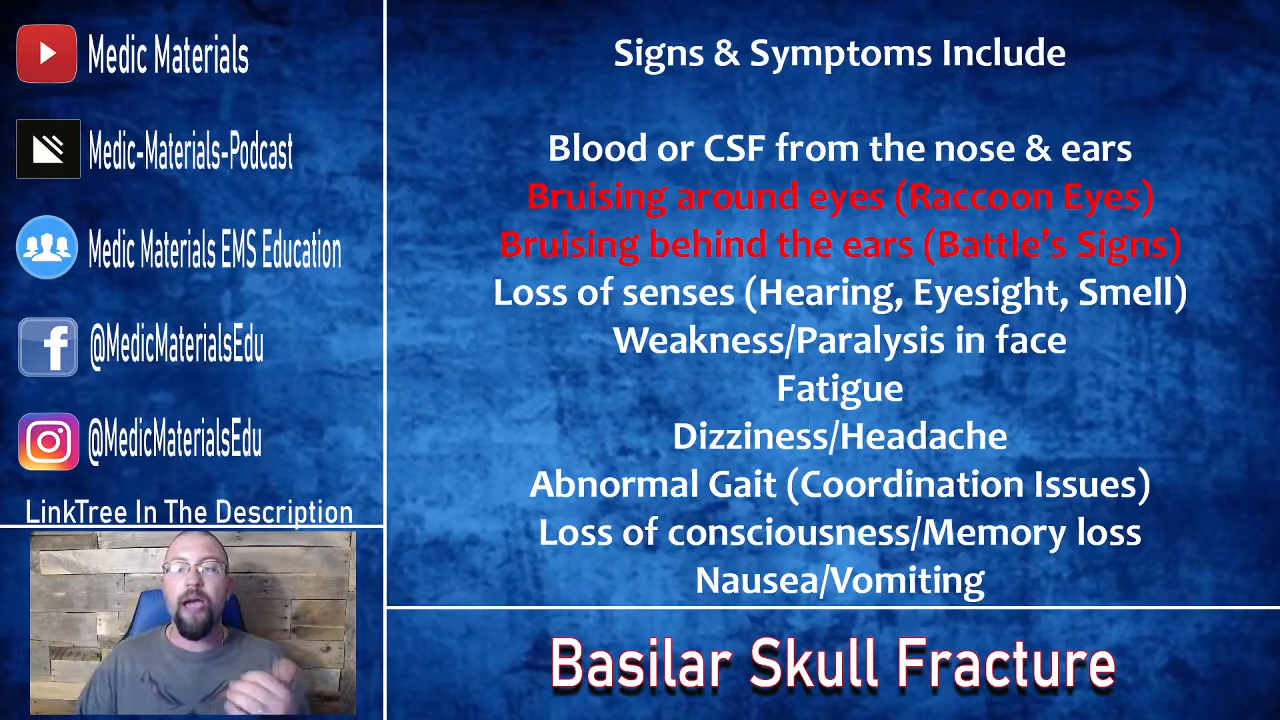 Medic Materials
Medic-Materials-Podcast
Medic Materials EMS Education
@MedicMaterialsEdu
@MedicMaterialsEdu
LinkTree In The Description
Signs & Symptoms Include
Blood or CSF from the nose & ears
Bruising around eyes (Raccoon Eyes)
Bruising behind the ears (Battle's Signs)
Loss of senses (Hearing, Eyesight, Smell)
Weakness/Paralysis in face
Fatigue
Dizziness/Headache
Abnormal Gait (Coordination Issues)
Loss of consciousness/Memory loss
Nausea/Vomiting
Basilar Skull Fracture